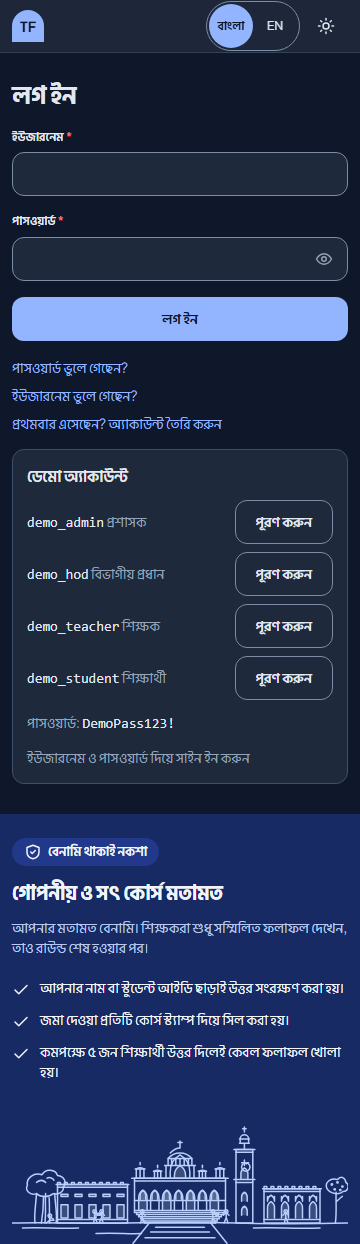 TF
বাংলা EN
লগ ইন
ইউজারনেম *
পাসওয়ার্ড *
লগ ইন
পাসওয়ার্ড ভুলে গেছেন?
ইউজারনেম ভুলে গেছেন?
প্রথমবার এসেছেন? অ্যাকাউন্ট তৈরি করুন
ডেমো অ্যাকাউন্ট
demo_admin প্রশাসক পূরণ করুন
demo_hod বিভাগীয় প্রধান পূরণ করুন
demo_teacher শিক্ষক পূরণ করুন
demo_student শিক্ষার্থী পূরণ করুন
পাসওয়ার্ড: DemoPass123!
ইউজারনেম ও পাসওয়ার্ড দিয়ে সাইন ইন করুন
বেনামি থাকাই নকশা
গোপনীয় ও সৎ কোর্স মতামত
আপনার মতামত বেনামি। শিক্ষকরা শুধু সম্মিলিত ফলাফল দেখেন,
তাও রাউন্ড শেষ হওয়ার পর।
আপনার নাম বা স্টুডেন্ট আইডি ছাড়াই উত্তর সংরক্ষণ করা হয়।
জমা দেওয়া প্রতিটি কোর্স স্ট্যাম্প দিয়ে সিল করা হয়।
কমপক্ষে ৫ জন শিক্ষার্থী উত্তর দিলেই কেবল ফলাফল খোলা
হয়।